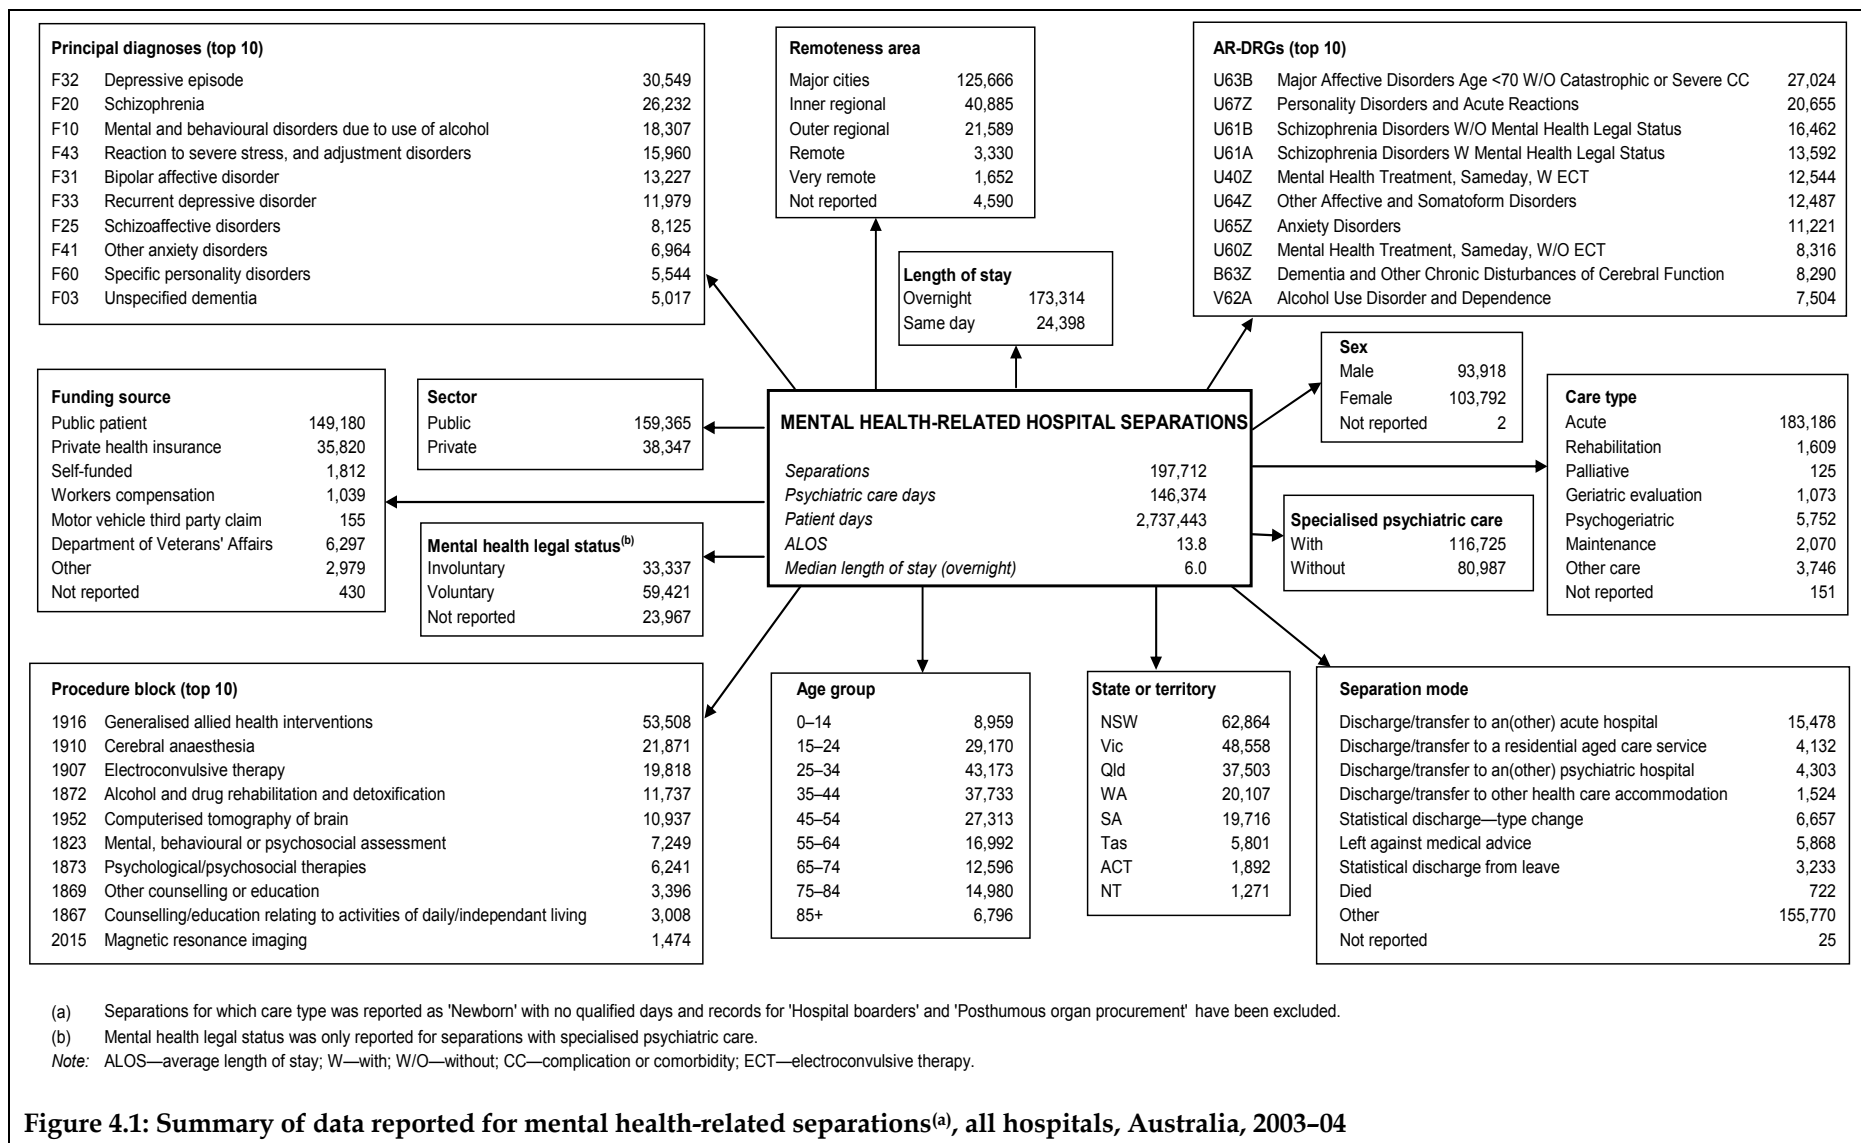 Principal diagnoses (top 10)
F32 Depressive episode 30,549
F20 Schizophrenia 26,232
F10 Mental and behavioural disorders due to use of alcohol 18,307
F43 Reaction to severe stress, and adjustment disorders 15,960
F31 Bipolar affective disorder 13,227
F33 Recurrent depressive disorder 11,979
F25 Schizoaffective disorders 8,125
F41 Other anxiety disorders 6,964
F60 Specific personality disorders 5,544
F03 Unspecified dementia 5,017
Remoteness area
Major cities 125,666
Inner regional 40,885
Outer regional 21,589
Remote 3,330
Very remote 1,652
Not reported 4,590
Length of stay
Overnight 173,314
Same day 24,398
AR-DRGs (top 10)
U63B Major Affective Disorders Age <70 W/O Catastrophic or Severe CC 27,024
U67Z Personality Disorders and Acute Reactions 20,655
U61B Schizophrenia Disorders W/O Mental Health Legal Status 16,462
U61A Schizophrenia Disorders W Mental Health Legal Status 13,592
U40Z Mental Health Treatment, Sameday, W ECT 12,544
U64Z Other Affective and Somatoform Disorders 12,487
U65Z Anxiety Disorders 11,221
U60Z Mental Health Treatment, Sameday, W/O ECT 8,316
B63Z Dementia and Other Chronic Disturbances of Cerebral Function 8,290
V62A Alcohol Use Disorder and Dependence 7,504
Funding source
Public patient 149,180
Private health insurance 35,820
Self-funded 1,812
Workers compensation 1,039
Motor vehicle third party claim 155
Department of Veterans' Affairs 6,297
Other 2,979
Not reported 430
Sector
Public 159,365
Private 38,347
Mental health legal status(b)
Involuntary 33,337
Voluntary 59,421
Not reported 23,967
MENTAL HEALTH-RELATED HOSPITAL SEPARATIONS
Separations 197,712
Psychiatric care days 146,374
Patient days 2,737,443
ALOS 13.8
Median length of stay (overnight) 6.0
Sex
Male 93,918
Female 103,792
Not reported 2
Specialised psychiatric care
With 116,725
Without 80,987
Care type
Acute 183,186
Rehabilitation 1,609
Palliative 125
Geriatric evaluation 1,073
Psychogeriatric 5,752
Maintenance 2,070
Other care 3,746
Not reported 151
Procedure block (top 10)
1916 Generalised allied health interventions 53,508
1910 Cerebral anaesthesia 21,871
1907 Electroconvulsive therapy 19,818
1872 Alcohol and drug rehabilitation and detoxification 11,737
1952 Computerised tomography of brain 10,937
1823 Mental, behavioural or psychosocial assessment 7,249
1873 Psychological/psychosocial therapies 6,241
1869 Other counselling or education 3,396
1867 Counselling/education relating to activities of daily/independant living 3,008
2015 Magnetic resonance imaging 1,474
Age group
0–14 8,959
15–24 29,170
25–34 43,173
35–44 37,733
45–54 27,313
55–64 16,992
65–74 12,596
75–84 14,980
85+ 6,796
State or territory
NSW 62,864
Vic 48,558
Qld 37,503
WA 20,107
SA 19,716
Tas 5,801
ACT 1,892
NT 1,271
Separation mode
Discharge/transfer to an(other) acute hospital 15,478
Discharge/transfer to a residential aged care service 4,132
Discharge/transfer to an(other) psychiatric hospital 4,303
Discharge/transfer to other health care accommodation 1,524
Statistical discharge—type change 6,657
Left against medical advice 5,868
Statistical discharge from leave 3,233
Died 722
Other 155,770
Not reported 25
(a) Separations for which care type was reported as 'Newborn' with no qualified days and records for 'Hospital boarders' and 'Posthumous organ procurement' have been excluded.
(b) Mental health legal status was only reported for separations with specialised psychiatric care.
Note: ALOS—average length of stay; W—with; W/O—without; CC—complication or comorbidity; ECT—electroconvulsive therapy.
Figure 4.1: Summary of data reported for mental health-related separations(a), all hospitals, Australia, 2003–04